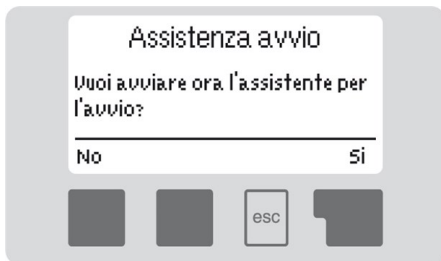 Assistenza avvio
Vuoi avviare ora l'assistente per
l'avvio?
No Si
esc